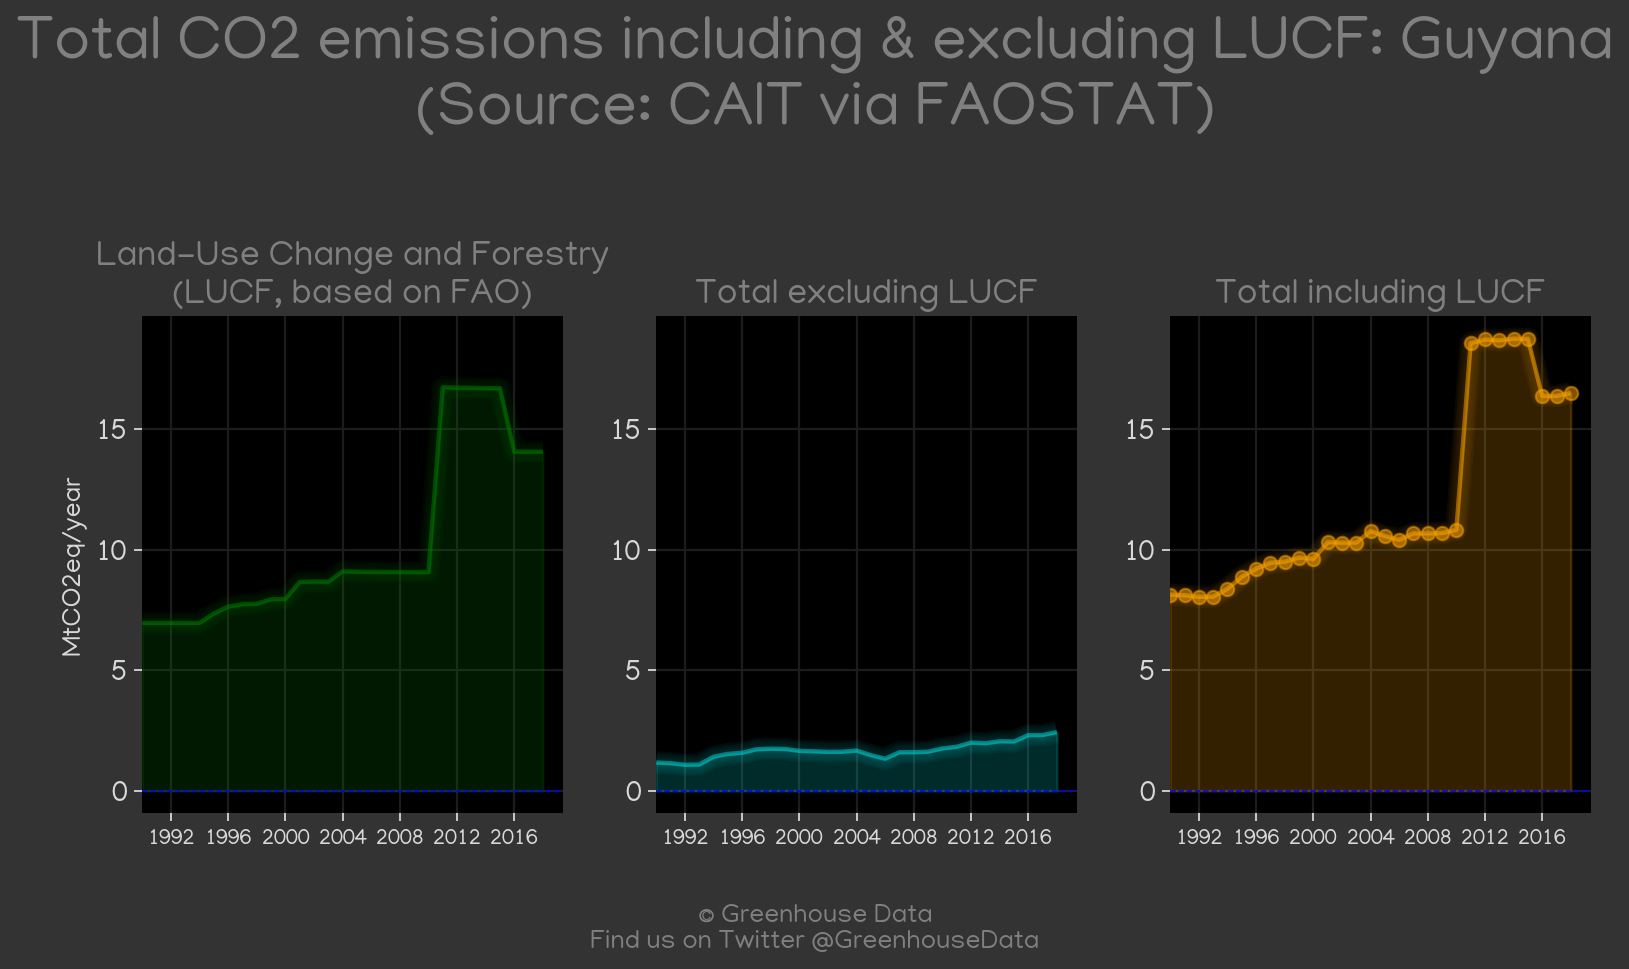 Total CO2 emissions including & excluding LUCF: Guyana
(Source: CAIT via FAOSTAT)
Land-Use Change and Forestry
(LUCF, based on FAO)
Total excluding LUCF
Total including LUCF
MtCO2eq/year
15
10
5
0
15
10
5
0
15
10
5
0
1992 1996 2000 2004 2008 2012 2016
1992 1996 2000 2004 2008 2012 2016
1992 1996 2000 2004 2008 2012 2016
© Greenhouse Data
Find us on Twitter @GreenhouseData